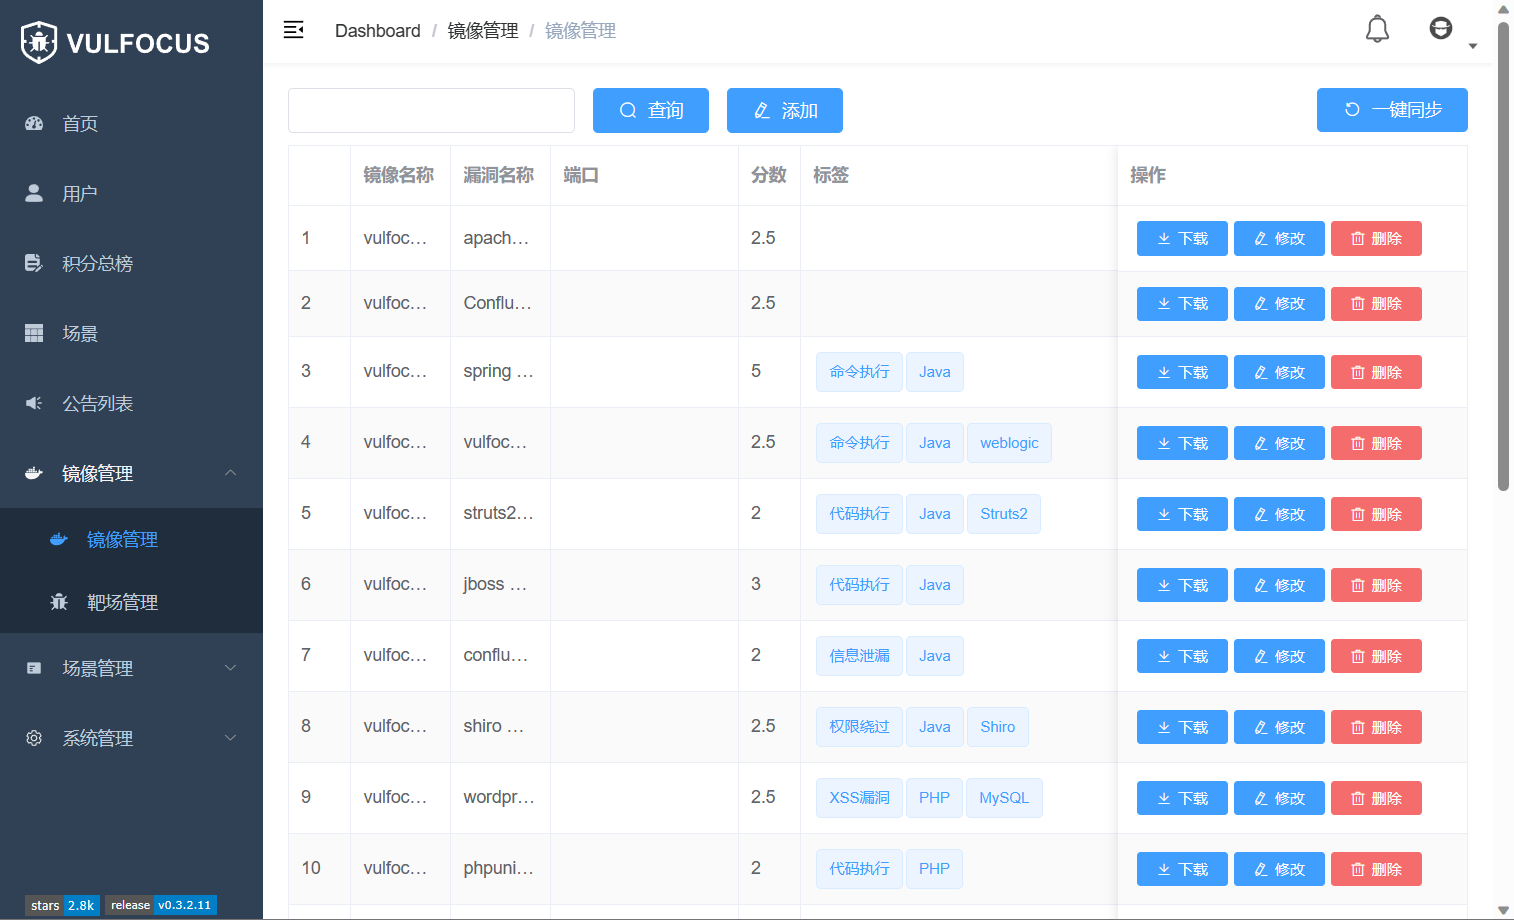 VULFOCUS
首页
用户
积分总榜
场景
公告列表
镜像管理
镜像管理
靶场管理
场景管理
系统管理
stars 2.8k release v0.3.2.11
Dashboard / 镜像管理 / 镜像管理
查询 添加 一键同步
镜像名称 漏洞名称 端口 分数 标签 操作
1 vulfoc... apach... 2.5 下载 修改 删除
2 vulfoc... Conflu... 2.5 下载 修改 删除
3 vulfoc... spring ... 5 命令执行 Java 下载 修改 删除
4 vulfoc... vulfoc... 2.5 命令执行 Java weblogic 下载 修改 删除
5 vulfoc... struts2... 2 代码执行 Java Struts2 下载 修改 删除
6 vulfoc... jboss ... 3 代码执行 Java 下载 修改 删除
7 vulfoc... conflu... 2 信息泄漏 Java 下载 修改 删除
8 vulfoc... shiro ... 2.5 权限绕过 Java Shiro 下载 修改 删除
9 vulfoc... wordpr... 2.5 XSS漏洞 PHP MySQL 下载 修改 删除
10 vulfoc... phpuni... 2 代码执行 PHP 下载 修改 删除